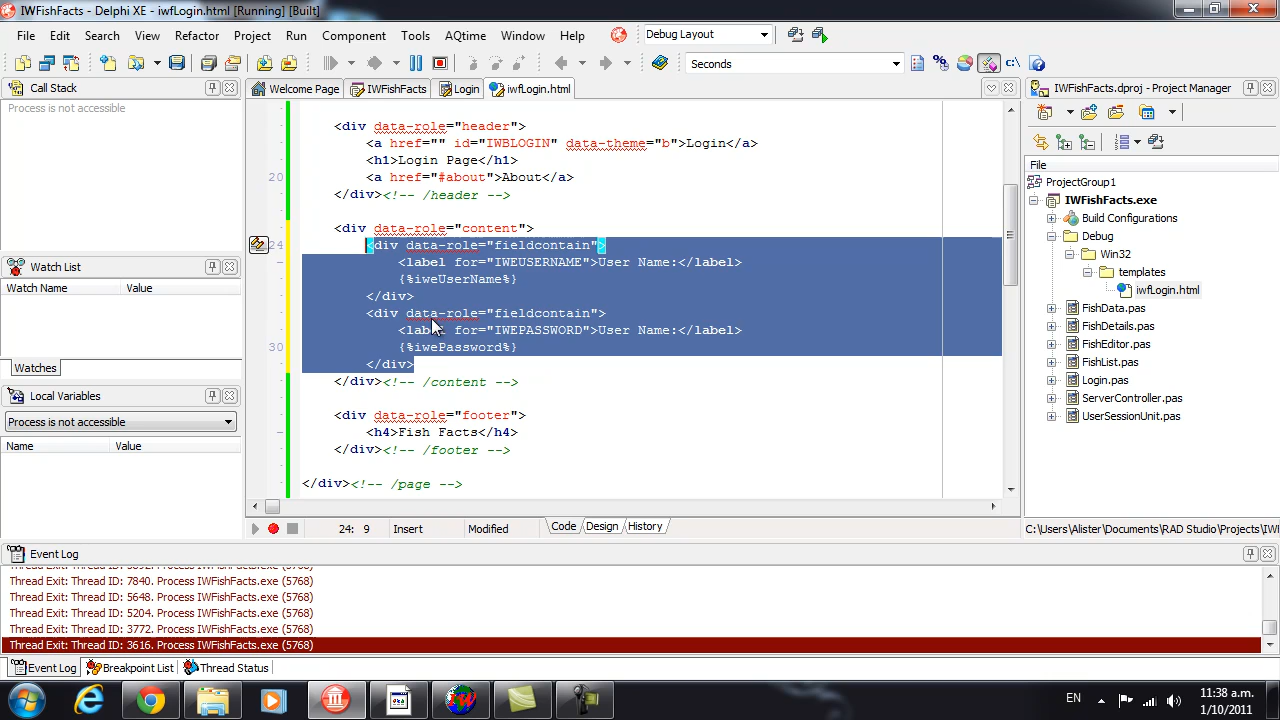 IWFishFacts - Delphi XE - iwfLogin.html [Running] [Built]
File Edit Search View Refactor Project Run Component Tools AQtime Window Help Debug Layout
Seconds
Call Stack
Process is not accessible
Watch List
Watch Name Value
Watches
Local Variables
Process is not accessible
Name Value
Welcome Page IWFishFacts Login iwfLogin.html
<div data-role="header">
<a href="" id="IWBLOGIN" data-theme="b">Login</a>
<h1>Login Page</h1>
20 <a href="#about">About</a>
</div><!-- /header -->
<div data-role="content">
24 <div data-role="fieldcontain">
<label for="IWEUSERNAME">User Name:</label>
{%iweUserName%}
</div>
<div data-role="fieldcontain">
<label for="IWEPASSWORD">User Name:</label>
30 {%iwePassword%}
</div>
</div><!-- /content -->
<div data-role="footer">
<h4>Fish Facts</h4>
</div><!-- /footer -->
</div><!-- /page -->
24: 9 Insert Modified Code Design History
IWFishFacts.dproj - Project Manager
File
ProjectGroup1
IWFishFacts.exe
Build Configurations
Debug
Win32
templates
iwfLogin.html
FishData.pas
FishDetails.pas
FishEditor.pas
FishList.pas
Login.pas
ServerController.pas
UserSessionUnit.pas
C:\Users\Alister\Documents\RAD Studio\Projects\IWI
Event Log
Thread Exit: Thread ID: 7840. Process IWFishFacts.exe (5768)
Thread Exit: Thread ID: 5648. Process IWFishFacts.exe (5768)
Thread Exit: Thread ID: 5204. Process IWFishFacts.exe (5768)
Thread Exit: Thread ID: 3772. Process IWFishFacts.exe (5768)
Thread Exit: Thread ID: 3616. Process IWFishFacts.exe (5768)
Event Log Breakpoint List Thread Status
EN
11:38 a.m.
1/10/2011